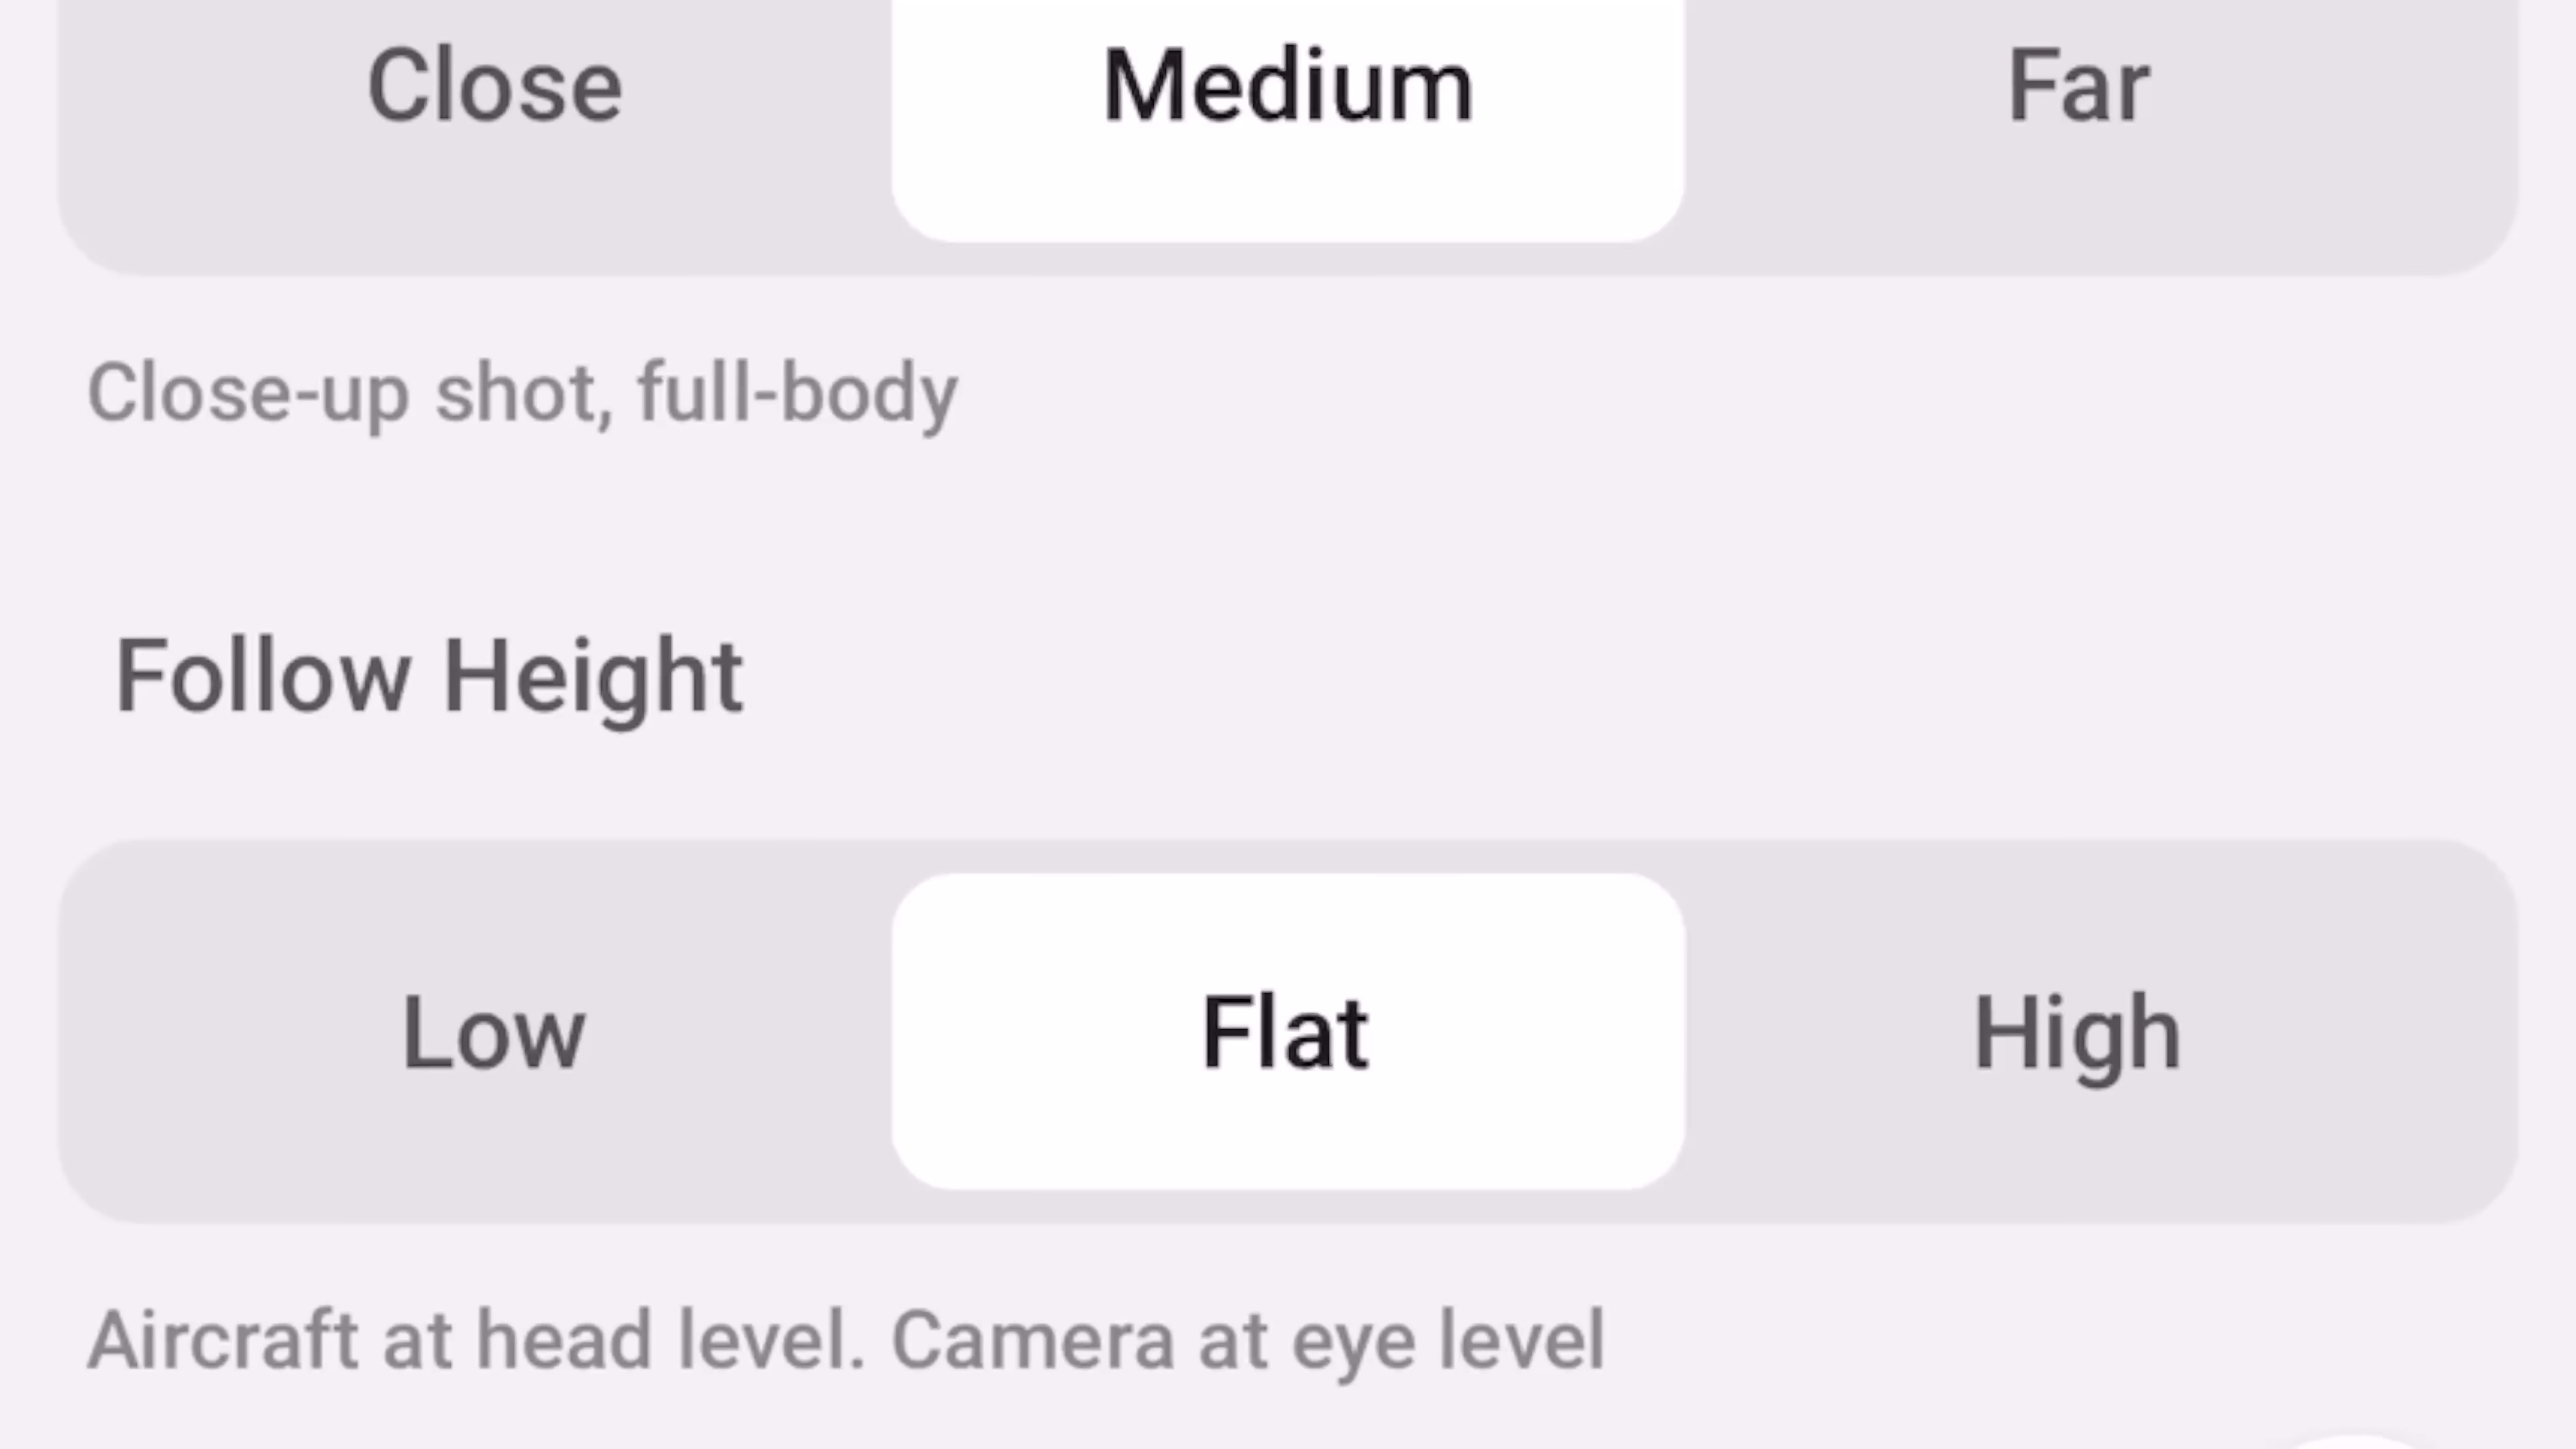 Close Medium Far
Close-up shot, full-body
Follow Height
Low Flat High
Aircraft at head level. Camera at eye level